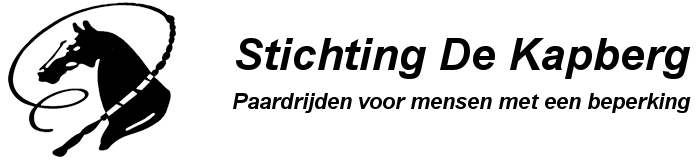 Stichting De Kapberg
Paardrijden voor mensen met een beperking